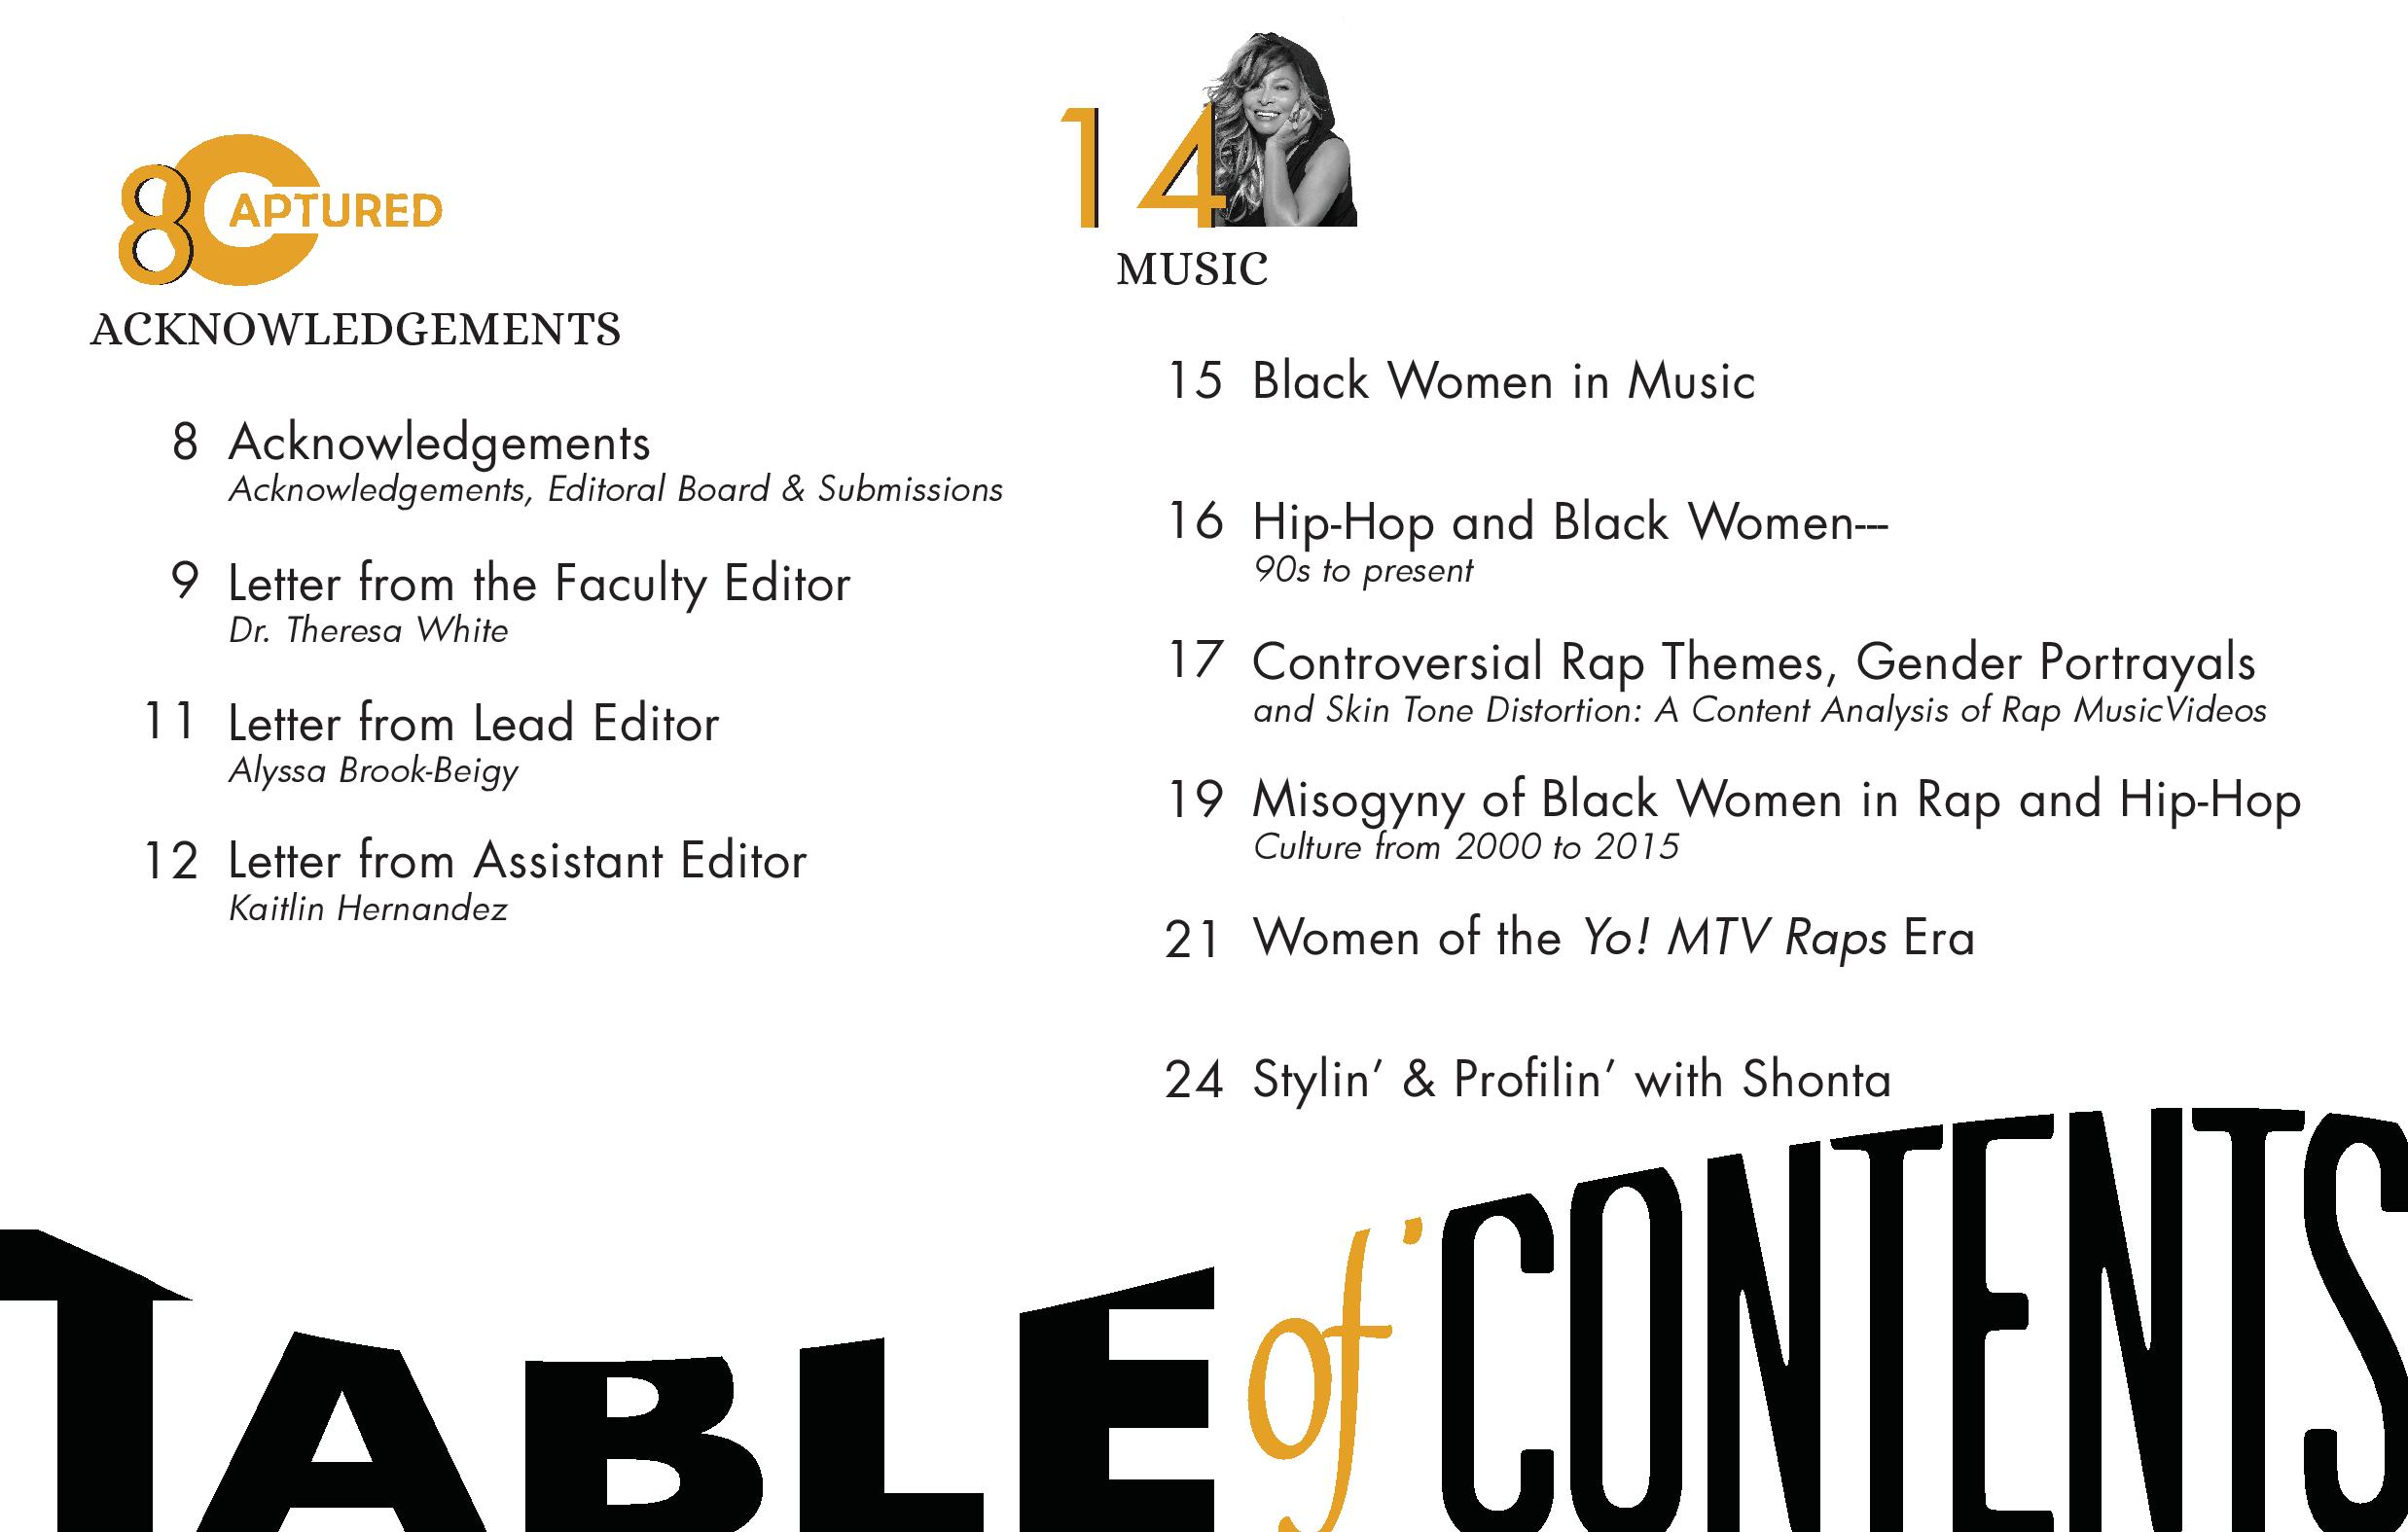 8 CAPTURED
ACKNOWLEDGEMENTS
8 Acknowledgements
Acknowledgements, Editoral Board & Submissions
9 Letter from the Faculty Editor
Dr. Theresa White
11 Letter from Lead Editor
Alyssa Brook-Beigy
12 Letter from Assistant Editor
Kaitlin Hernandez
14
MUSIC
15 Black Women in Music
16 Hip-Hop and Black Women---
90s to present
17 Controversial Rap Themes, Gender Portrayals
and Skin Tone Distortion: A Content Analysis of Rap MusicVideos
19 Misogyny of Black Women in Rap and Hip-Hop
Culture from 2000 to 2015
21 Women of the Yo! MTV Raps Era
24 Stylin’ & Profilin’ with Shonta
TABLE of CONTENTS